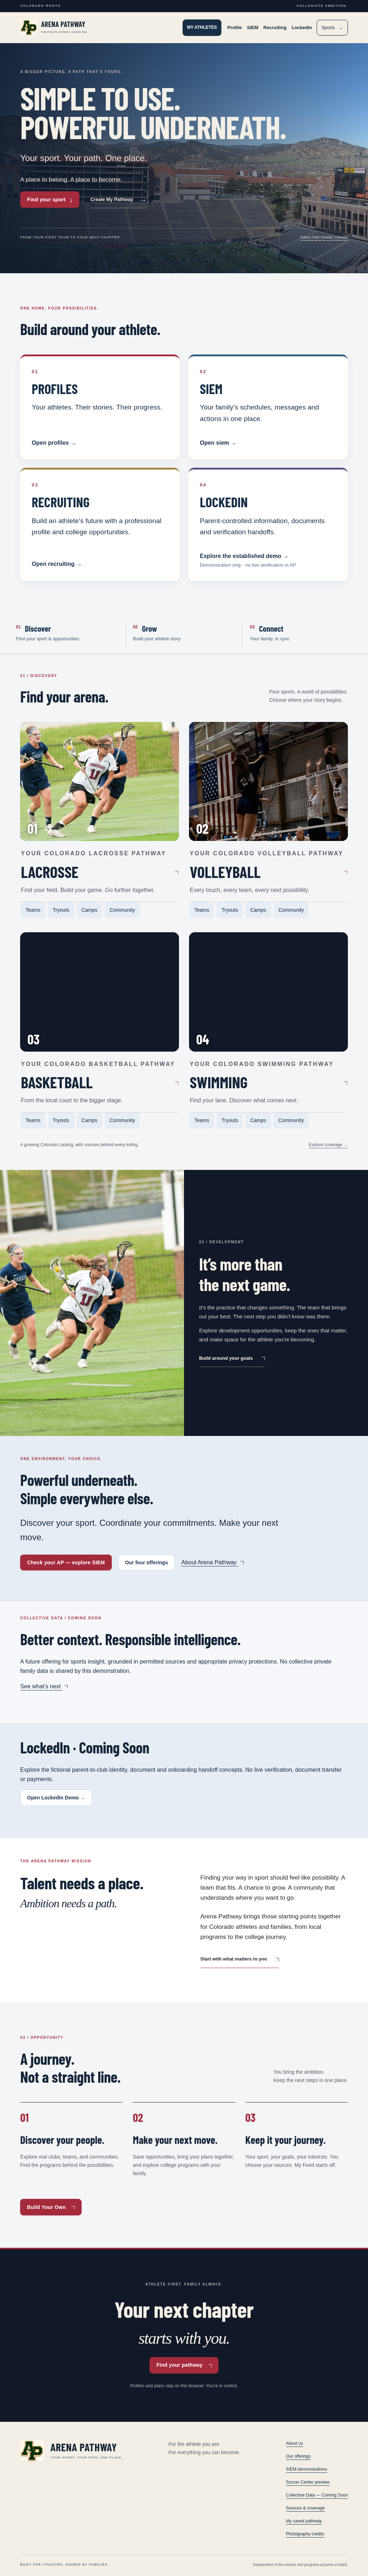 COLORADO ROOTS.
COLLEGIATE AMBITION.
AP
ARENA PATHWAY
MY ATHLETES
Profile
SIEM
Recruiting
LockedIn
Sports
A BIGGER PICTURE. A PATH THAT'S YOURS.
SIMPLE TO USE.
POWERFUL UNDERNEATH.
Your sport. Your path. One place.
A place to belong. A place to become.
Find your sport ↓
Create My Pathway →
FROM YOUR FIRST TEAM TO YOUR NEXT CHAPTER
ONE HOME. FOUR POSSIBILITIES.
Build around your athlete.
01
PROFILES
Your athletes. Their stories. Their progress.
Open profiles →
02
SIEM
Your family's schedules, messages and
actions in one place.
Open siem →
03
RECRUITING
Build an athlete's future with a professional
profile and college opportunities.
Open recruiting →
04
LOCKEDIN
Parent-controlled information, documents
and verification handoffs.
Explore the established demo →
Demonstration only · no live verification in AP
01 Discover
Find your sport & opportunities.
02 Grow
Build your athlete story
03 Connect
Your family, in sync
01 / DISCOVERY
Find your arena.
Four sports. A world of possibilities.
Choose where your story begins.
01
YOUR COLORADO LACROSSE PATHWAY
LACROSSE
Find your field. Build your game. Go further together.
Teams
Tryouts
Camps
Community
02
YOUR COLORADO VOLLEYBALL PATHWAY
VOLLEYBALL
Every touch, every team, every next possibility.
Teams
Tryouts
Camps
Community
03
YOUR COLORADO BASKETBALL PATHWAY
BASKETBALL
From the local court to the bigger stage.
Teams
Tryouts
Camps
Community
04
YOUR COLORADO SWIMMING PATHWAY
SWIMMING
Find your lane. Discover what comes next.
Teams
Tryouts
Camps
Community
A growing Colorado catalog, with sources behind every listing.
Explore coverage →
02 / DEVELOPMENT
It's more than
the next game.
It's the practice that changes something. The team that brings
out your best. The next step you didn't know was there.
Explore development opportunities, keep the ones that matter,
and make space for the athlete you're becoming.
Build around your goals
ONE ENVIRONMENT, YOUR CHOICE.
Powerful underneath.
Simple everywhere else.
Discover your sport. Coordinate your commitments. Make your next
move.
Check your AP — explore SIEM
Our four offerings
About Arena Pathway
COLLECTIVE DATA / COMING SOON
Better context. Responsible intelligence.
A future offering for sports insight, grounded in permitted sources and appropriate privacy protections. No collective private
family data is shared by this demonstration.
See what's next
LockedIn · Coming Soon
Explore the fictional parent-to-club identity, document and onboarding handoff concepts. No live verification, document transfer
or payments.
Open LockedIn Demo →
THE ARENA PATHWAY MISSION
Talent needs a place.
Ambition needs a path.
Finding your way in sport should feel like possibility. A
team that fits. A chance to grow. A community that
understands where you want to go.
Arena Pathway brings those starting points together
for Colorado athletes and families, from local
programs to the college journey.
Start with what matters to you
03 / OPPORTUNITY
A journey.
Not a straight line.
You bring the ambition.
Keep the next steps in one place.
01
Discover your people.
Explore real clubs, teams, and communities.
Find the programs behind the possibilities.
02
Make your next move.
Save opportunities, bring your plans together,
and explore college programs with your
family.
03
Keep it your journey.
Your sport, your goals, your interests. You
choose your sources. My Feed starts off.
Build Your Own
ATHLETE FIRST. FAMILY ALWAYS.
Your next chapter
starts with you.
Find your pathway
Profiles and plans stay on this browser. You're in control.
AP
ARENA PATHWAY
YOUR SPORT. YOUR PATH. ONE PLACE.
For the athlete you are.
For everything you can become.
About us
Our offerings
SIEM demonstrations
Soccer Center preview
Collective Data — Coming Soon
Sources & coverage
My saved pathway
Photography credits
BUILT FOR ATHLETES. GUIDED BY FAMILIES.
Independent of the schools and programs pictured or listed.